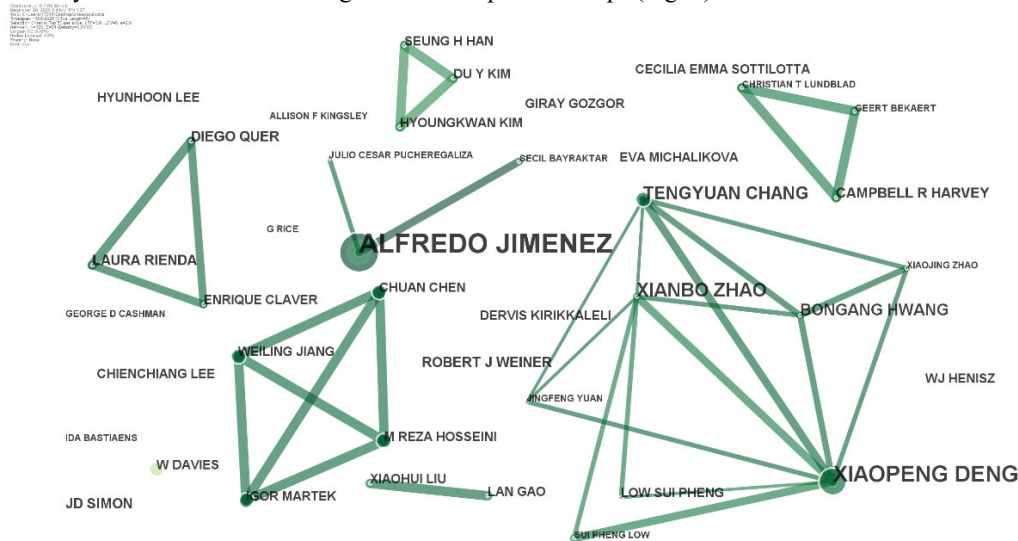 SEUNG H HAN
DU Y KIM
CECILIA EMMA SOTTILOTTA
CHRISTIAN T LUNDBLAD
HYUNHOON LEE
GIRAY GOZGOR
GEERT BEKAERT
ALLISON F KINGSLEY
HYOUNGKWAN KIM
DIEGO QUER
JULIO CESAR PUCHEREGALIZA
SECIL BAYRAKTAR
EVA MICHALIKOVA
TENGYUAN CHANG
CAMPBELL R HARVEY
G RICE
ALFREDO JIMENEZ
LAURA RIENDA
XIAOJING ZHAO
CHUAN CHEN
XIANBO ZHAO
ENRIQUE CLAVER
GEORGE D CASHMAN
DERVIS KIRIKKALELI
BONGANG HWANG
WEILING JIANG
ROBERT J WEINER
CHIENCHIANG LEE
WJ HENISZ
JINGFENG YUAN
IDA BASTIAENS
M REZA HOSSEINI
W DAVIES
XIAOHUI LIU
XIAOPENG DENG
JD SIMON
IGOR MARTEK
LAN GAO
LOW SUI PHENG
SUI PHENG LOW